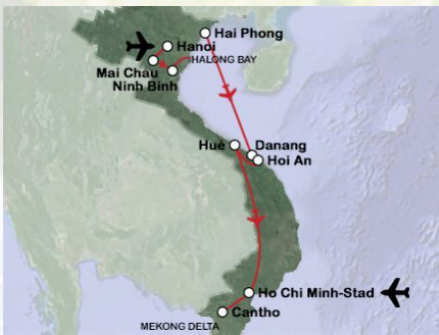 Hai Phong
Hanoi
IHALONG BAY
Mai Chau
Ninh Binh
Hué
Danang
Hoi An
Ho Chi Minh-Stad
Cantho
MEKONG DELTA